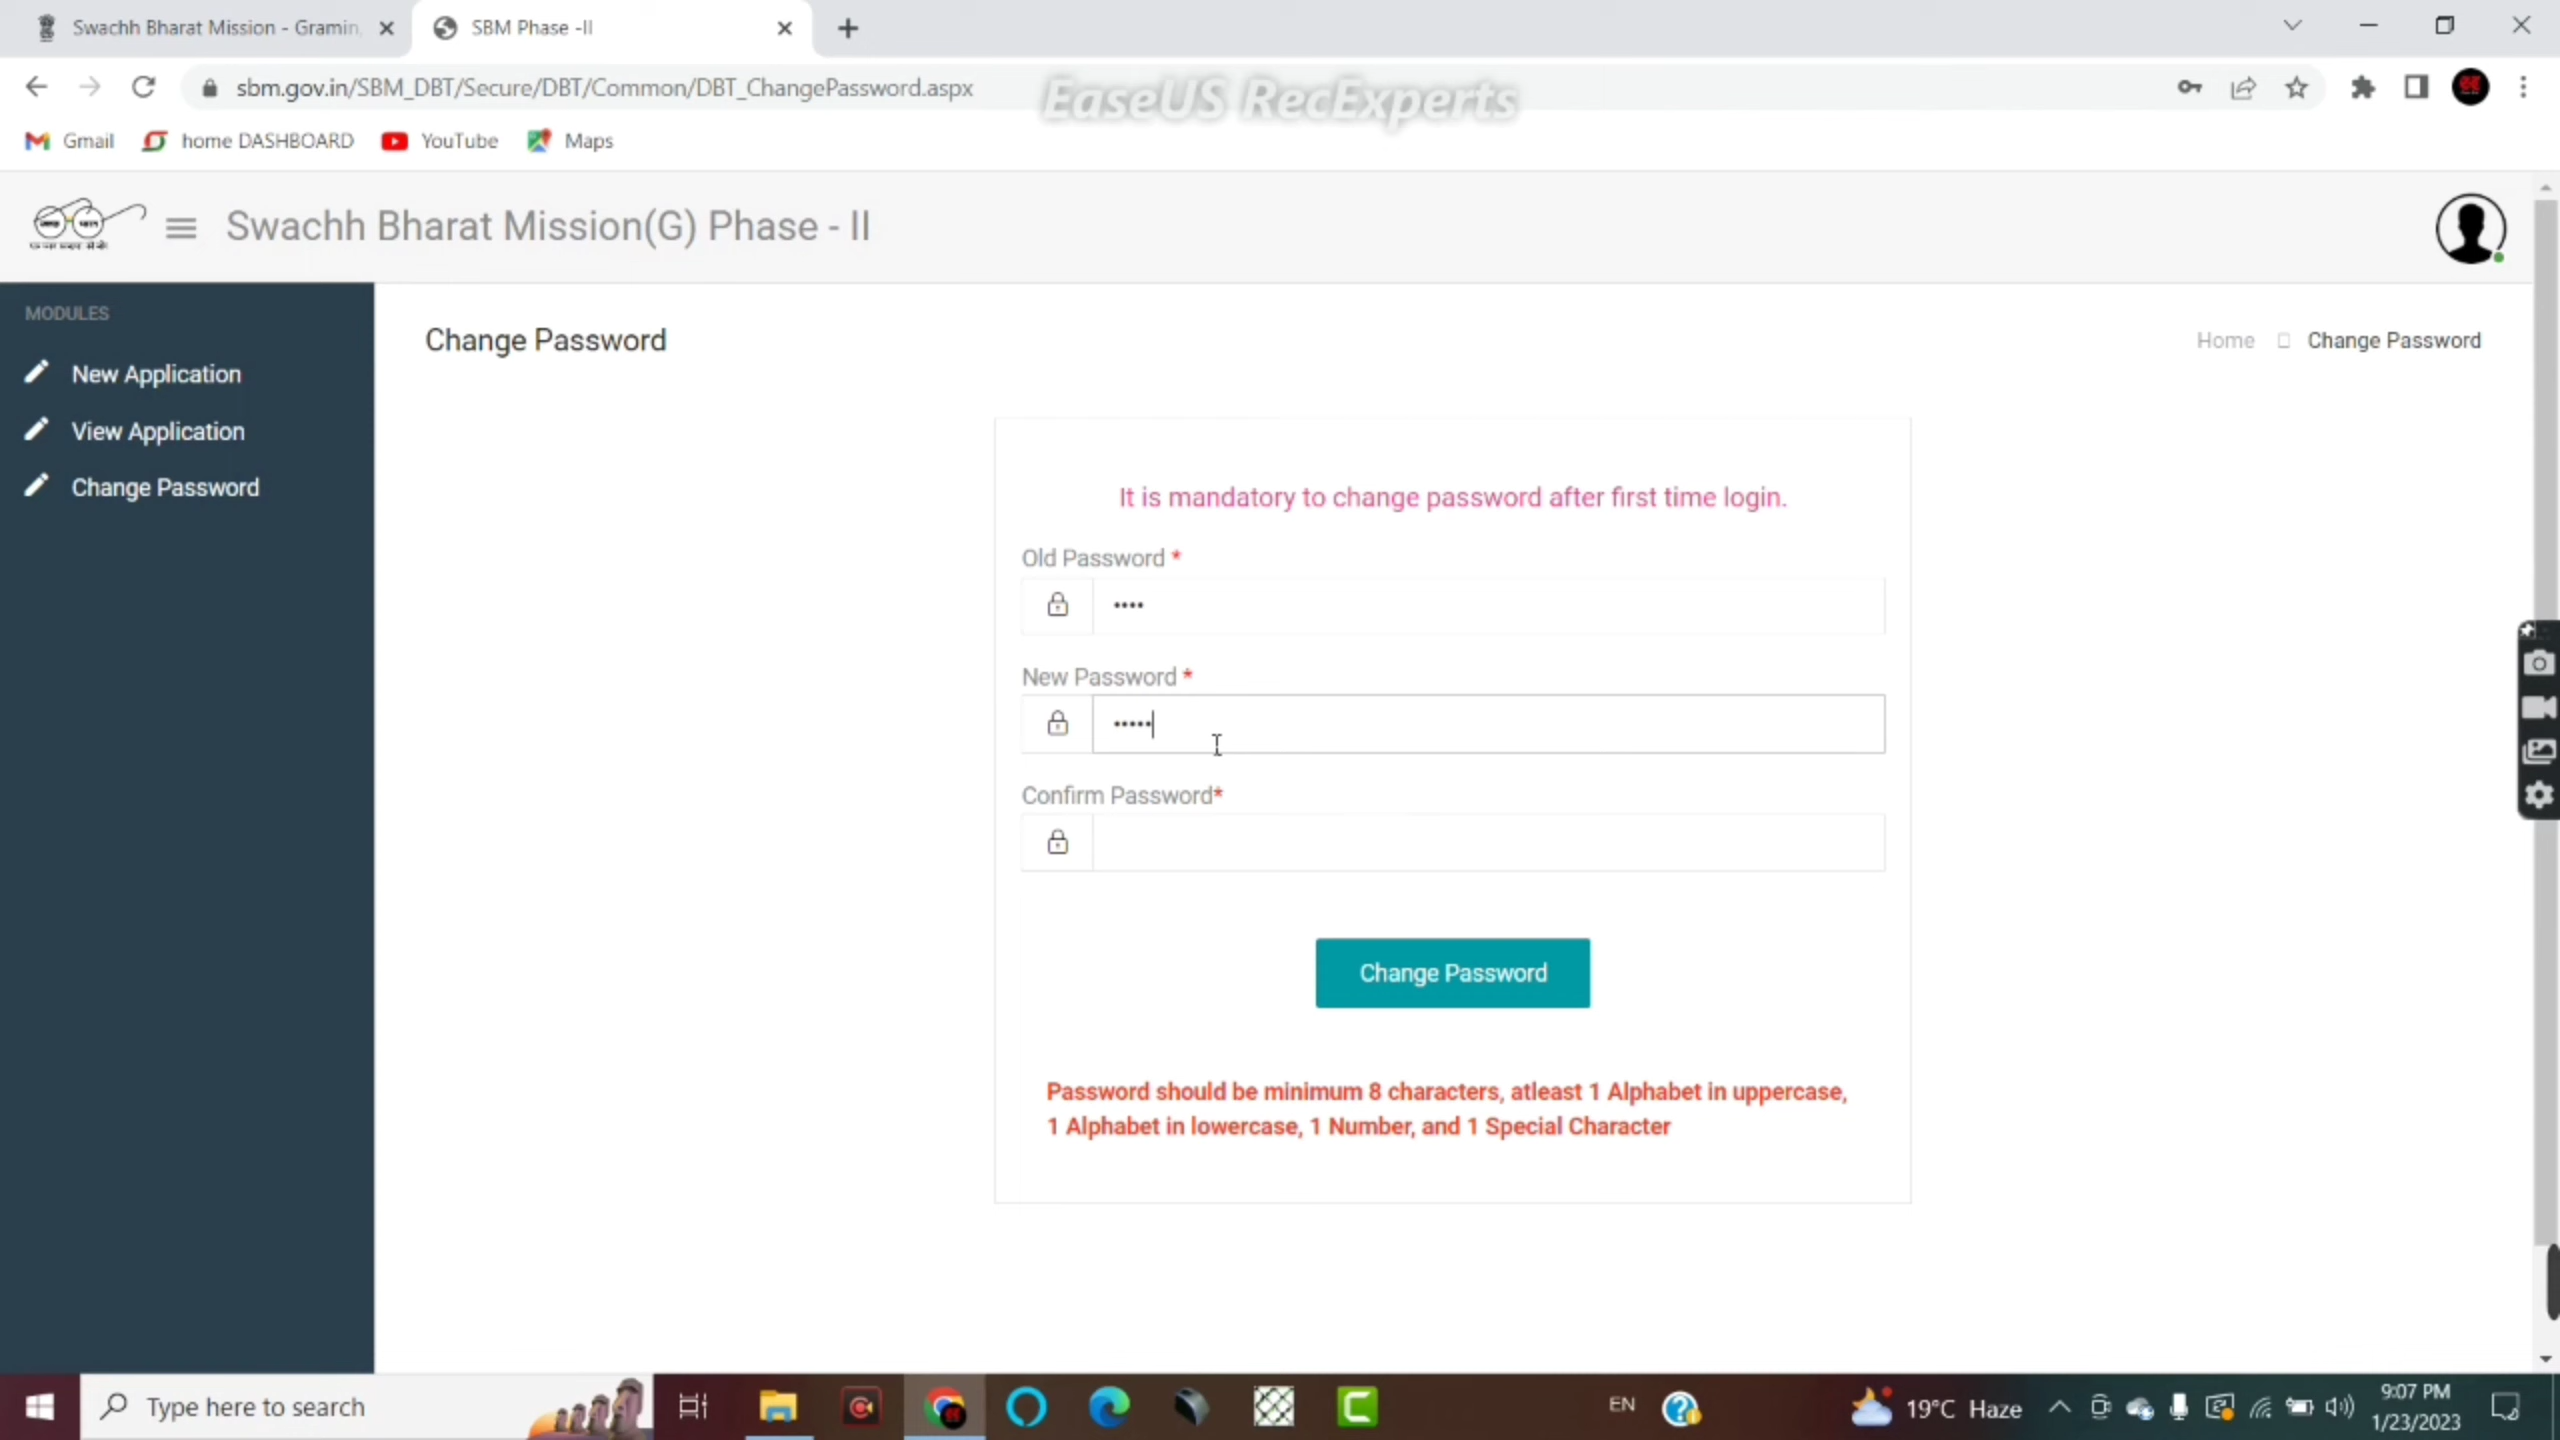 Swachh Bharat Mission - Gramin,
SBM Phase -II
sbm.gov.in/SBM_DBT/Secure/DBT/Common/DBT_ChangePassword.aspx
EaseUS RecExperts
Gmail
home DASHBOARD
YouTube
Maps
Swachh Bharat Mission(G) Phase - II
MODULES
New Application
View Application
Change Password
Change Password
Home
Change Password
It is mandatory to change password after first time login.
Old Password *
••••
New Password *
•••••
Confirm Password*
Change Password
Password should be minimum 8 characters, atleast 1 Alphabet in uppercase,
1 Alphabet in lowercase, 1 Number, and 1 Special Character
Type here to search
EN
19°C Haze
9:07 PM
1/23/2023